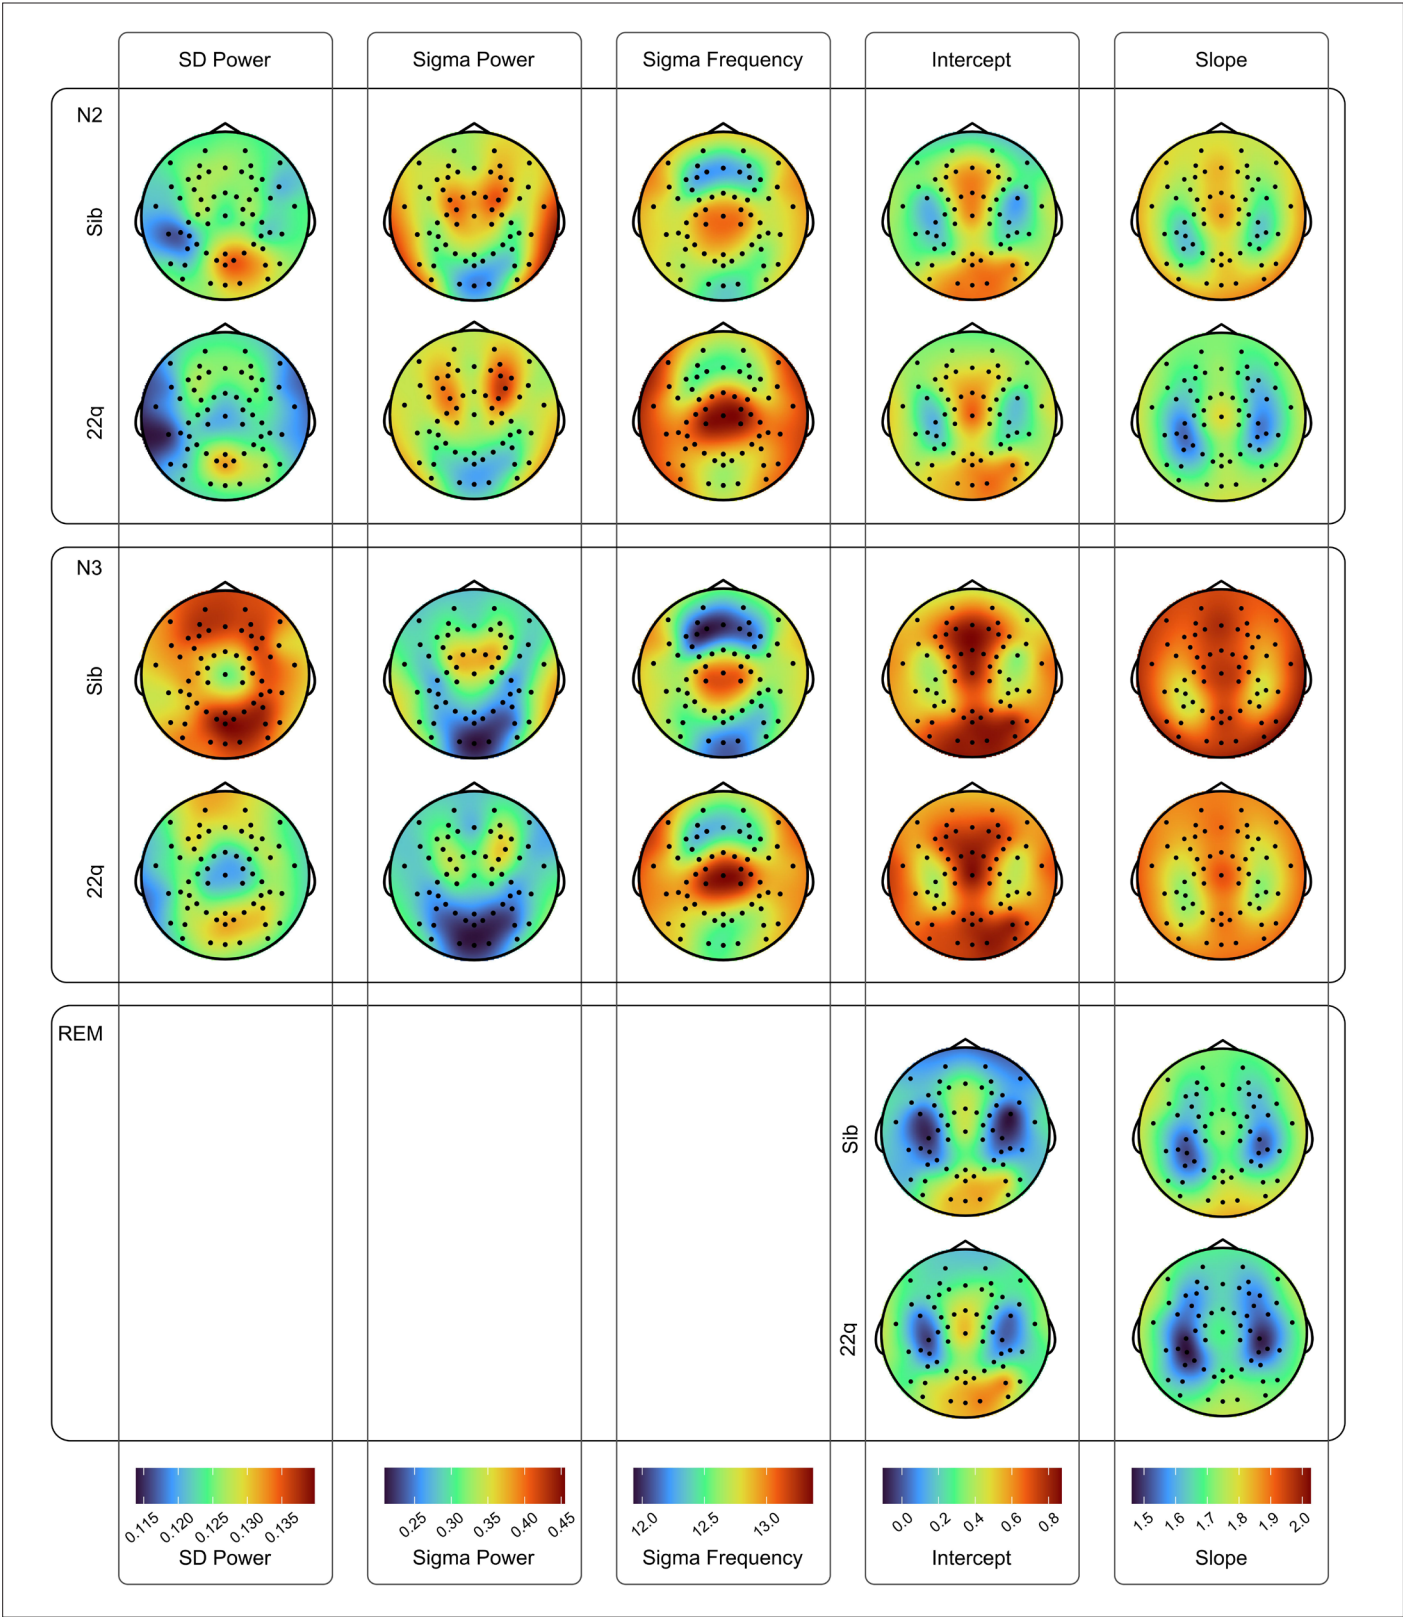 SD Power Sigma Power Sigma Frequency Intercept Slope
N2
Sib
22q
N3
Sib
22q
REM
Sib
22q
0.115 0.120 0.125 0.130 0.135 0.25 0.30 0.35 0.40 0.45 12.0 12.5 13.0 0.0 0.2 0.4 0.6 0.8 1.5 1.6 1.7 1.8 1.9 2.0
SD Power Sigma Power Sigma Frequency Intercept Slope